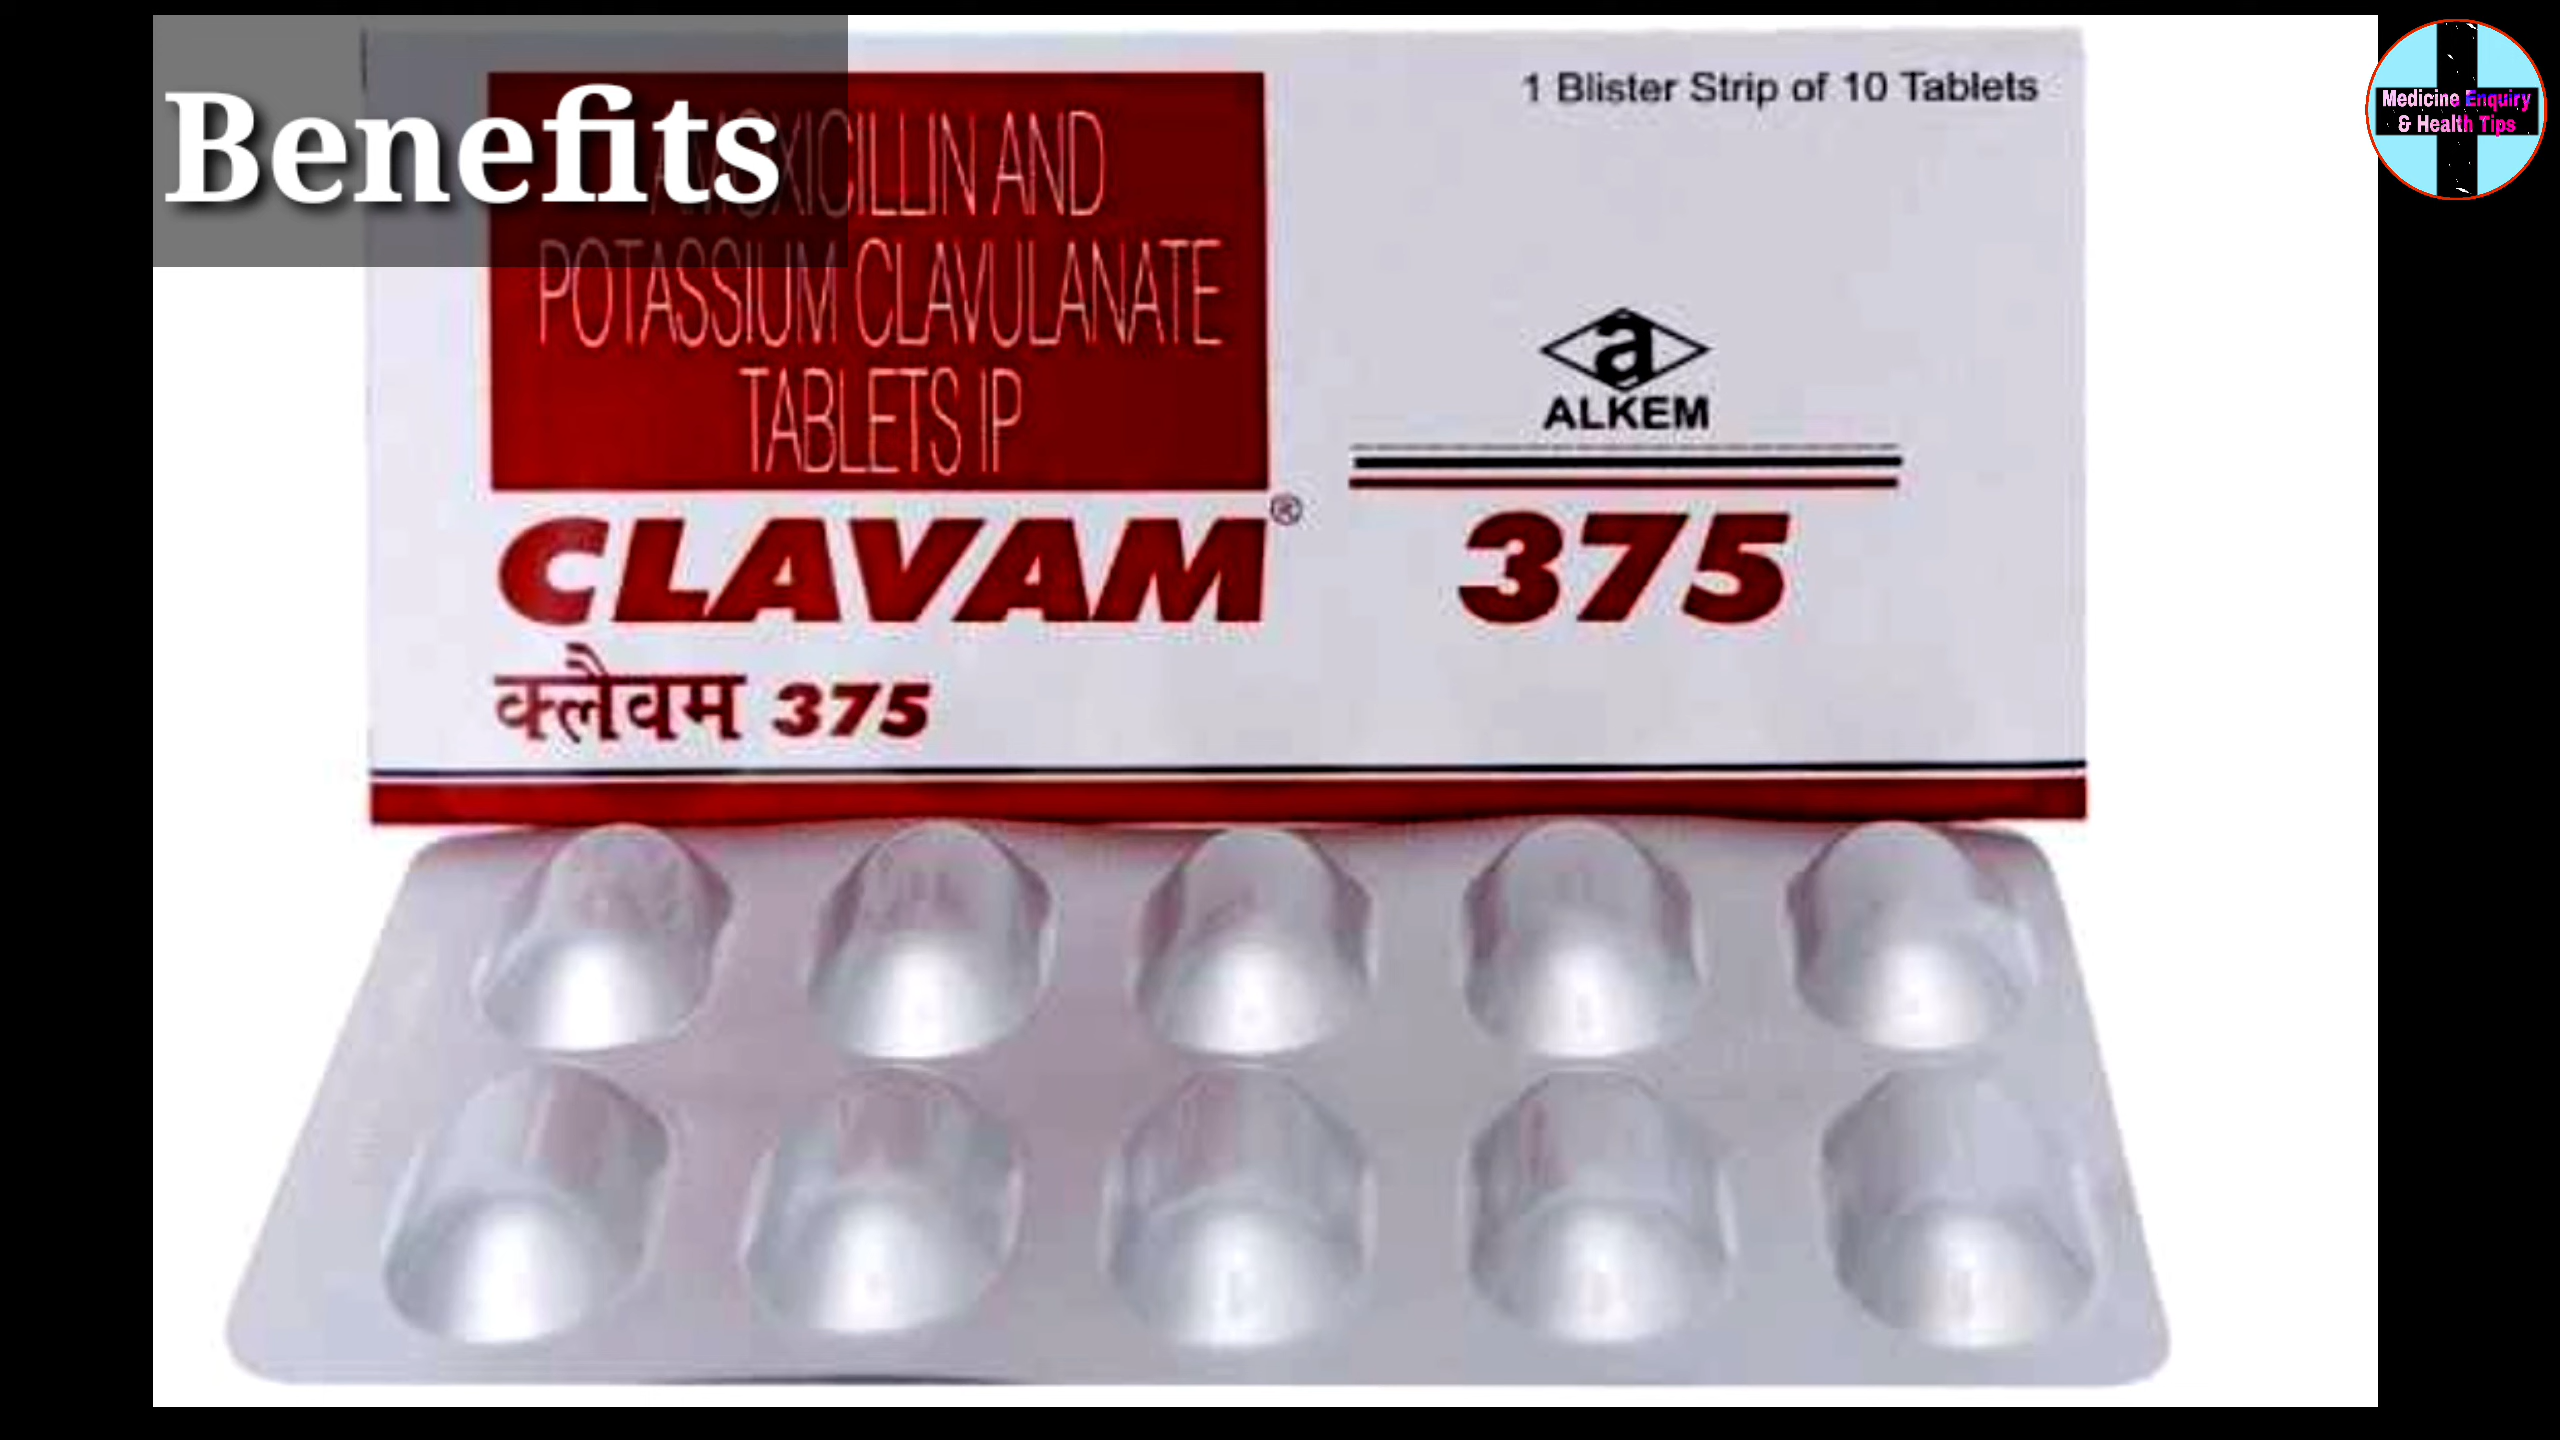 Benefits
1 Blister Strip of 10 Tablets
AMOXICILLIN AND
POTASSIUM CLAVULANATE
TABLETS IP
a
ALKEM
CLAVAM®
375
क्लैवम 375
Medicine Enquiry
& Health Tips